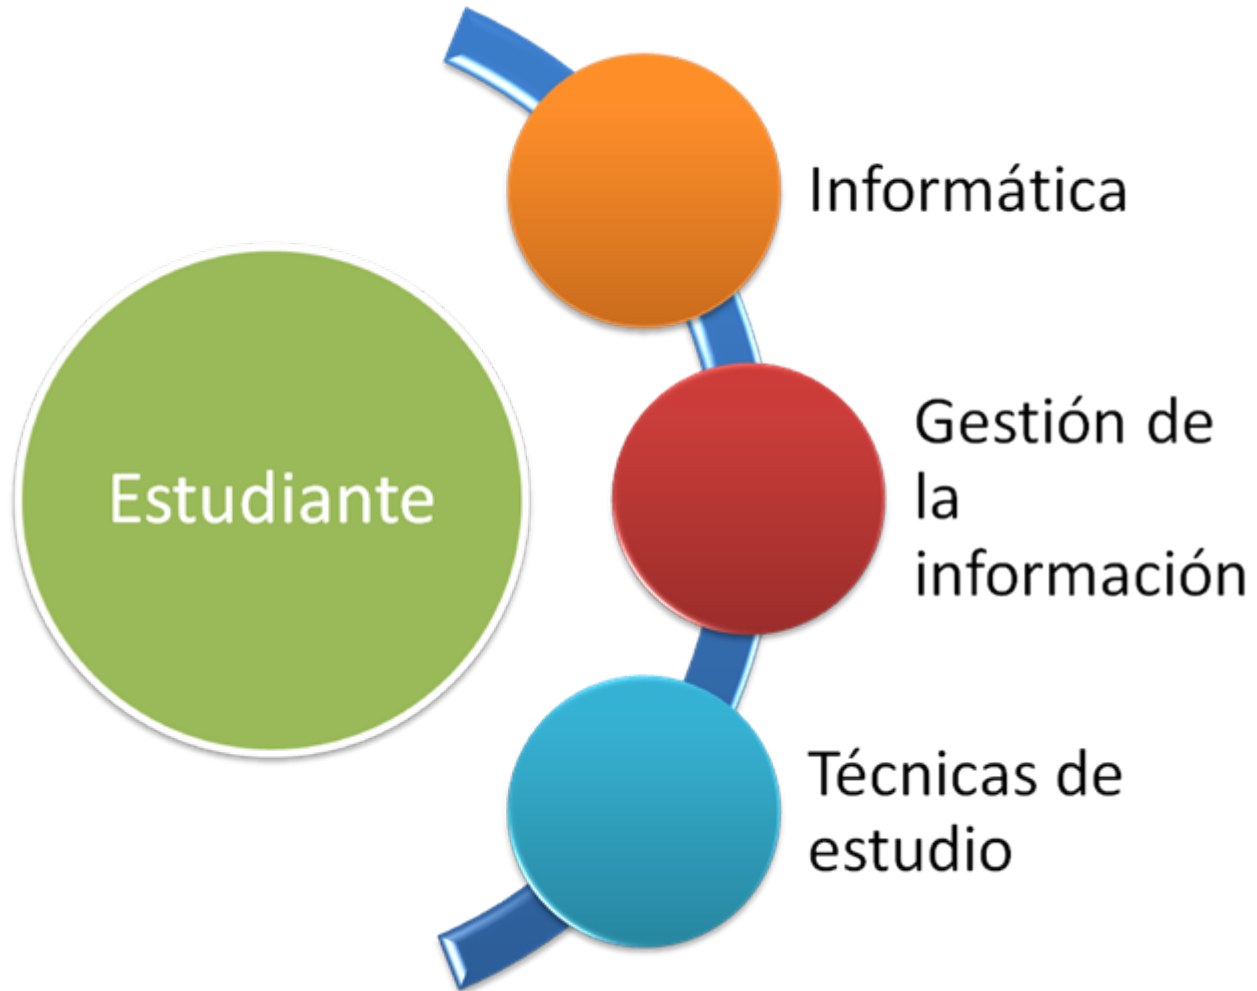 Informática
Estudiante
Gestión de
la
información
Técnicas de
estudio